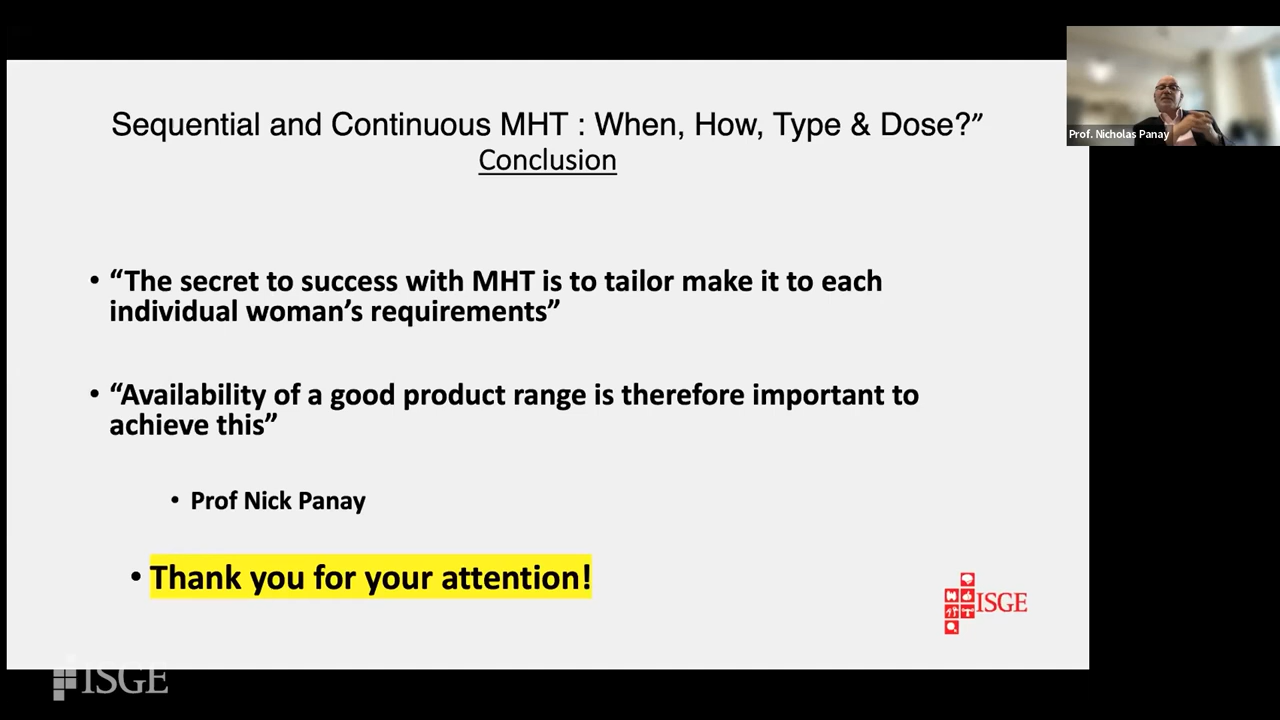 Sequential and Continuous MHT : When, How, Type & Dose?”
Conclusion
• “The secret to success with MHT is to tailor make it to each
individual woman’s requirements”
• “Availability of a good product range is therefore important to
achieve this”
• Prof Nick Panay
• Thank you for your attention!
ISGE
ISGE
Prof. Nicholas Panay